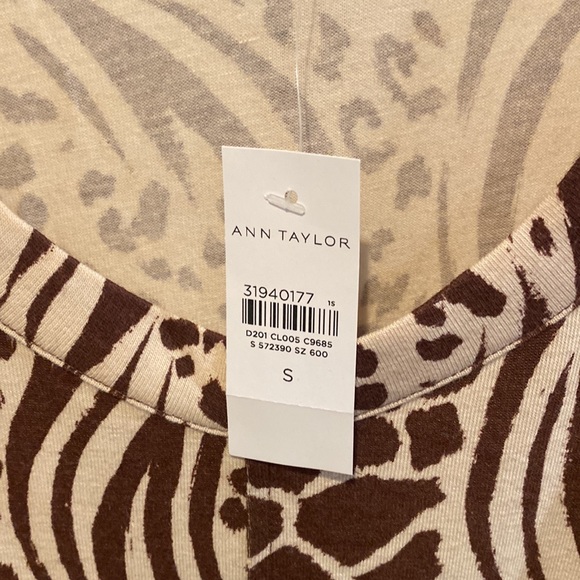 ANN TAYLOR
31940177 1S
D201 CL005 C9685
S 572390 SZ 600
S